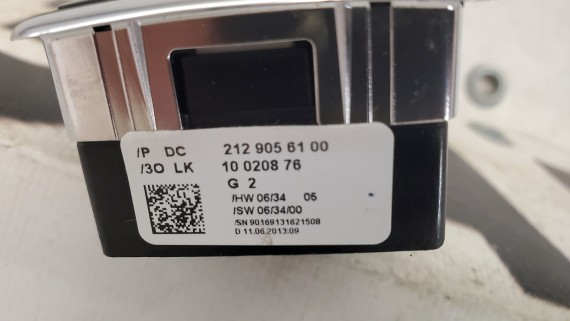 /P DC 212 905 61 00
/3O LK 10 0208 76
G 2
/HW 06/34 05
/SW 06/34/00
/SN 90169131621508
D 11.06.2013:09